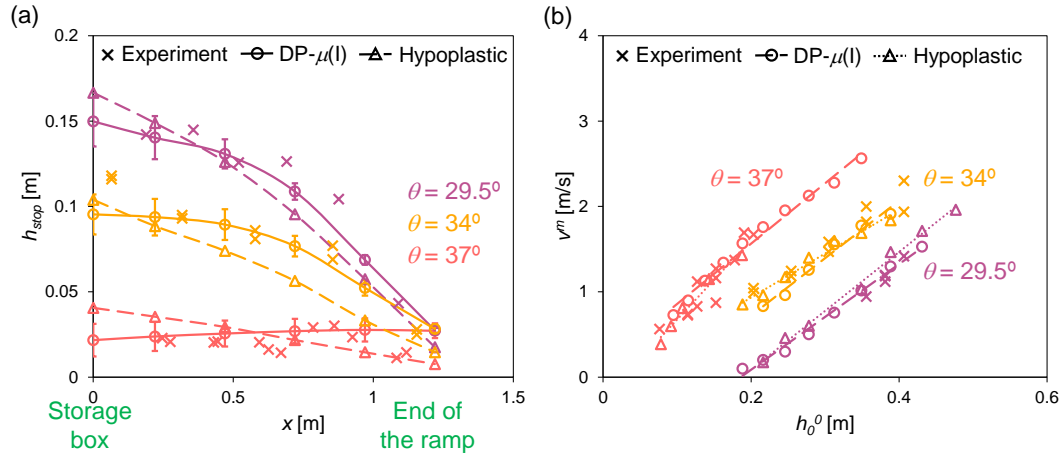 (a)
0.2
× Experiment DP-μ(I) Hypoplastic
0.15
0.1
0.05
0
h_stop [m]
θ = 29.5⁰
θ = 34⁰
θ = 37⁰
0 0.5 1 1.5
Storage box
x [m]
End of the ramp
(b)
4
× Experiment DP-μ(I) Hypoplastic
3
2
1
0
vᵐ [m/s]
θ = 37⁰
θ = 34⁰
θ = 29.5⁰
0 0.2 0.4 0.6
h₀⁰ [m]